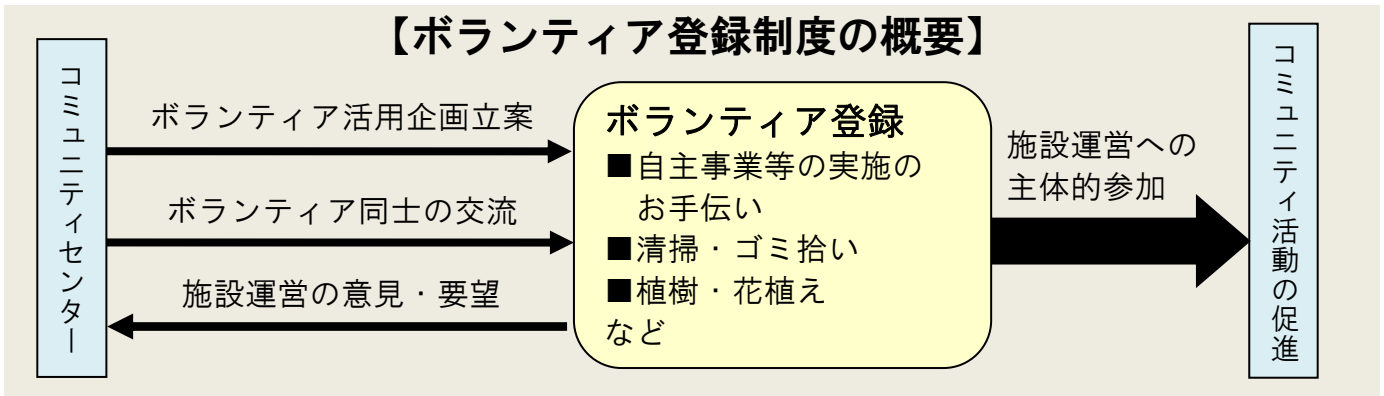 【ボランティア登録制度の概要】
コミュニティセンター
ボランティア活用企画立案
ボランティア同士の交流
施設運営の意見・要望
ボランティア登録
■自主事業等の実施の
お手伝い
■清掃・ゴミ拾い
■植樹・花植え
など
施設運営への
主体的参加
コミュニティ活動の促進